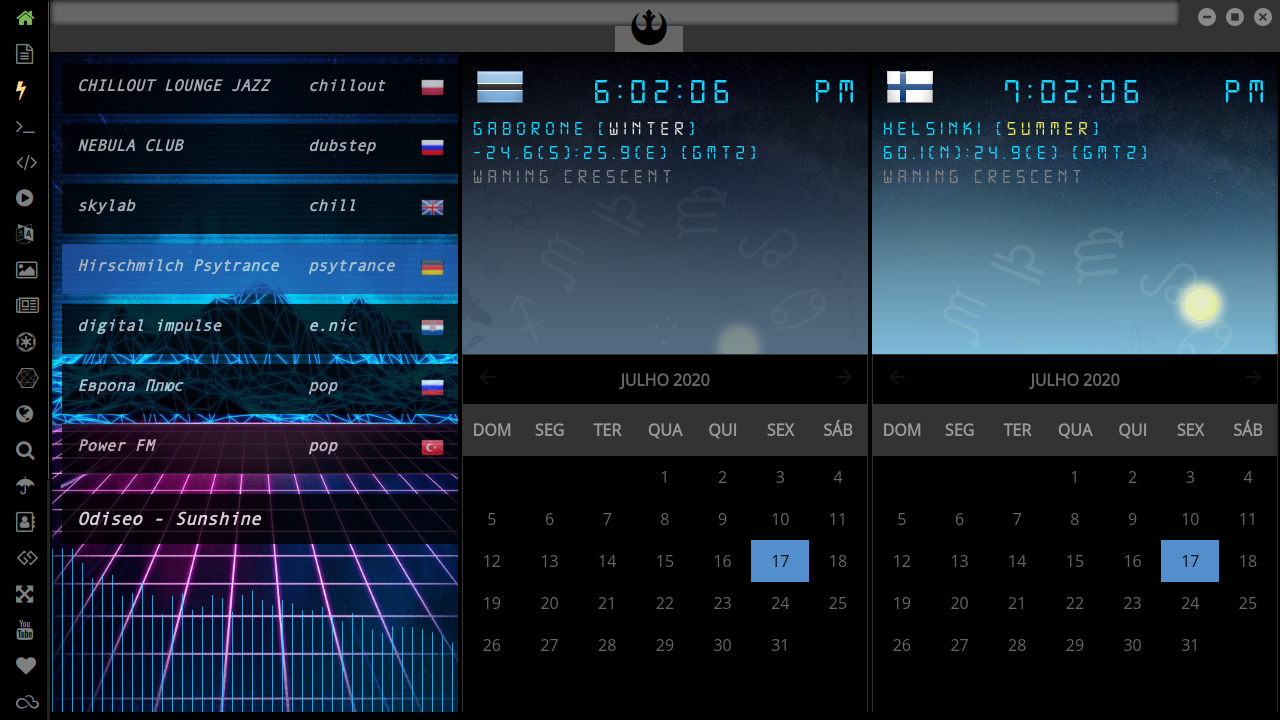 CHILLOUT LOUNGE JAZZ chillout
NEBULA CLUB dubstep
skylab chill
Hirschmilch Psytrance psytrance
digital impulse e.nic
Европа Плюс pop
Power FM pop
Odiseo - Sunshine
6:02:06 PM
GABORONE (WINTER)
-24.6(S):25.9(E) (GMT2)
WANING CRESCENT
JULHO 2020
DOM SEG TER QUA QUI SEX SÁB
1 2 3 4
5 6 7 8 9 10 11
12 13 14 15 16 17 18
19 20 21 22 23 24 25
26 27 28 29 30 31
7:02:06 PM
HELSINKI (SUMMER)
60.1(N):24.9(E) (GMT2)
WANING CRESCENT
JULHO 2020
DOM SEG TER QUA QUI SEX SÁB
1 2 3 4
5 6 7 8 9 10 11
12 13 14 15 16 17 18
19 20 21 22 23 24 25
26 27 28 29 30 31
You
Tube